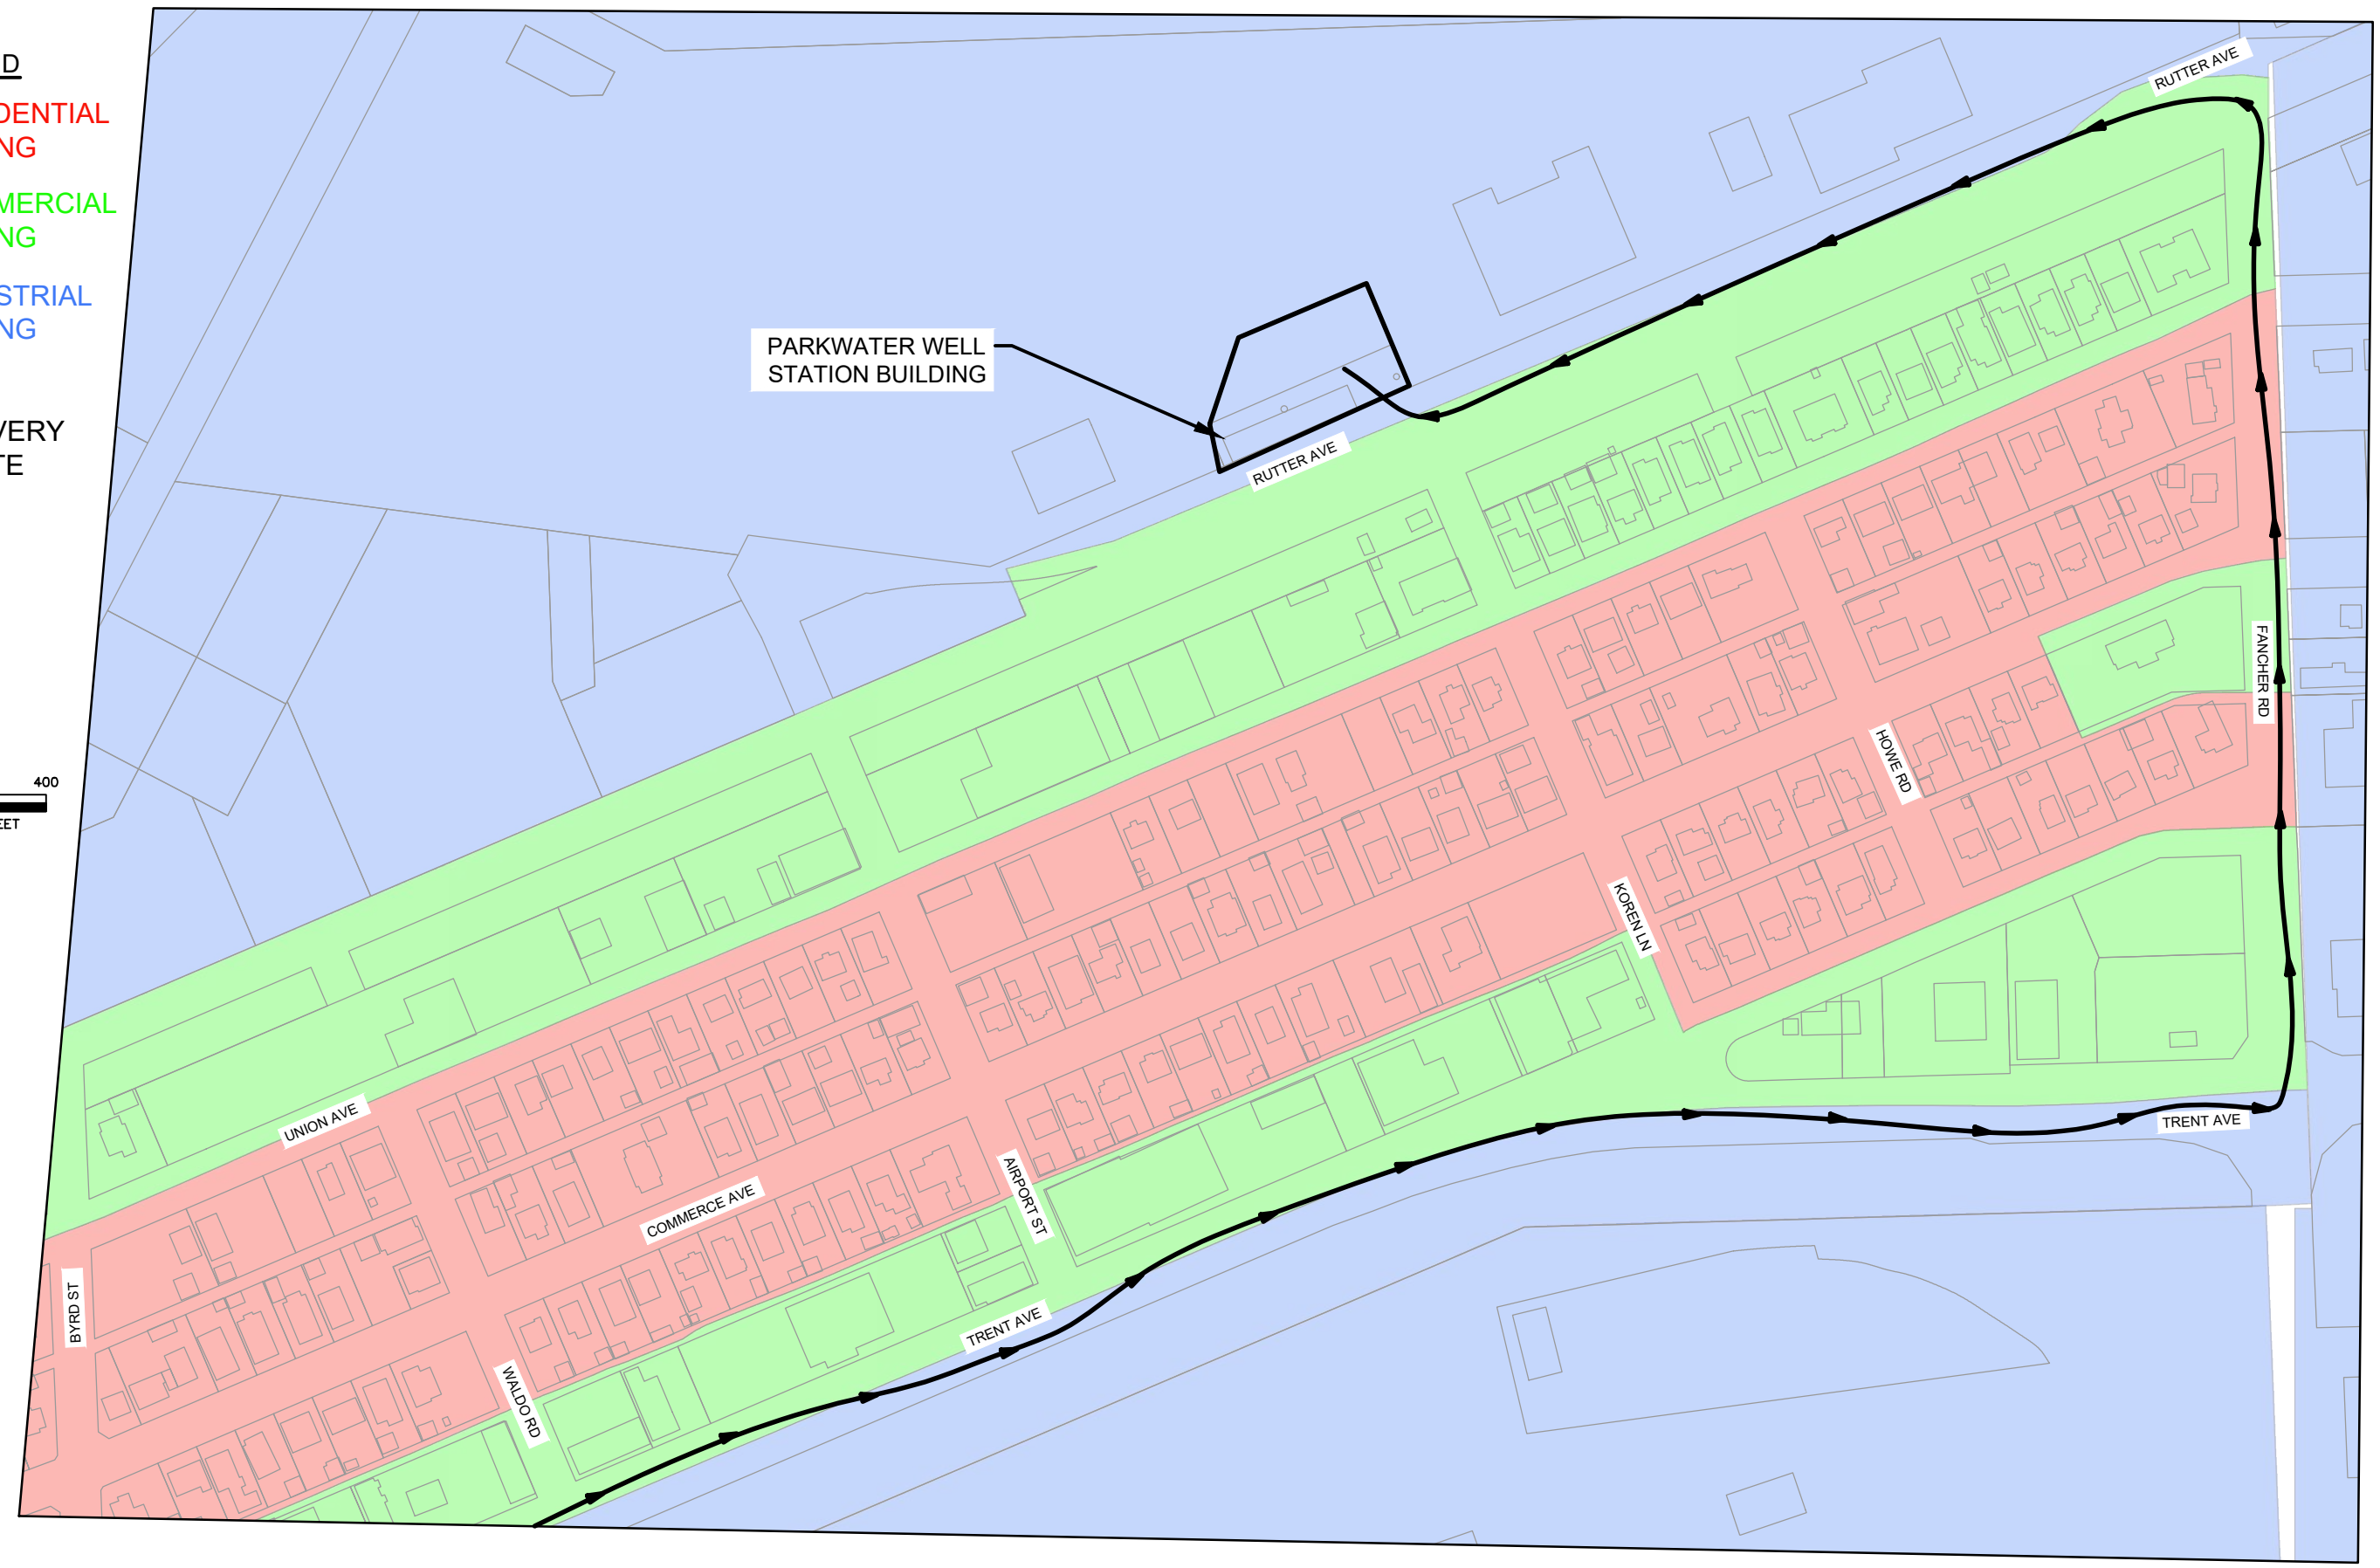 D
DENTIAL
NG
MERCIAL
NG
STRIAL
NG
VERY
TE
400
EET
RUTTER AVE
PARKWATER WELL
STATION BUILDING
RUTTER AVE
FANCHER RD
HOWE RD
KOREN LN
UNION AVE
TRENT AVE
AIRPORT ST
COMMERCE AVE
BYRD ST
TRENT AVE
WALDO RD